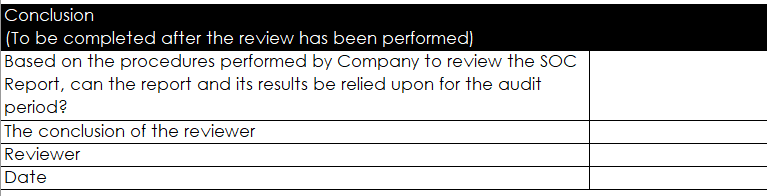 Conclusion
(To be completed after the review has been performed)
Based on the procedures performed by Company to review the SOC
Report, can the report and its results be relied upon for the audit
period?
The conclusion of the reviewer
Reviewer
Date